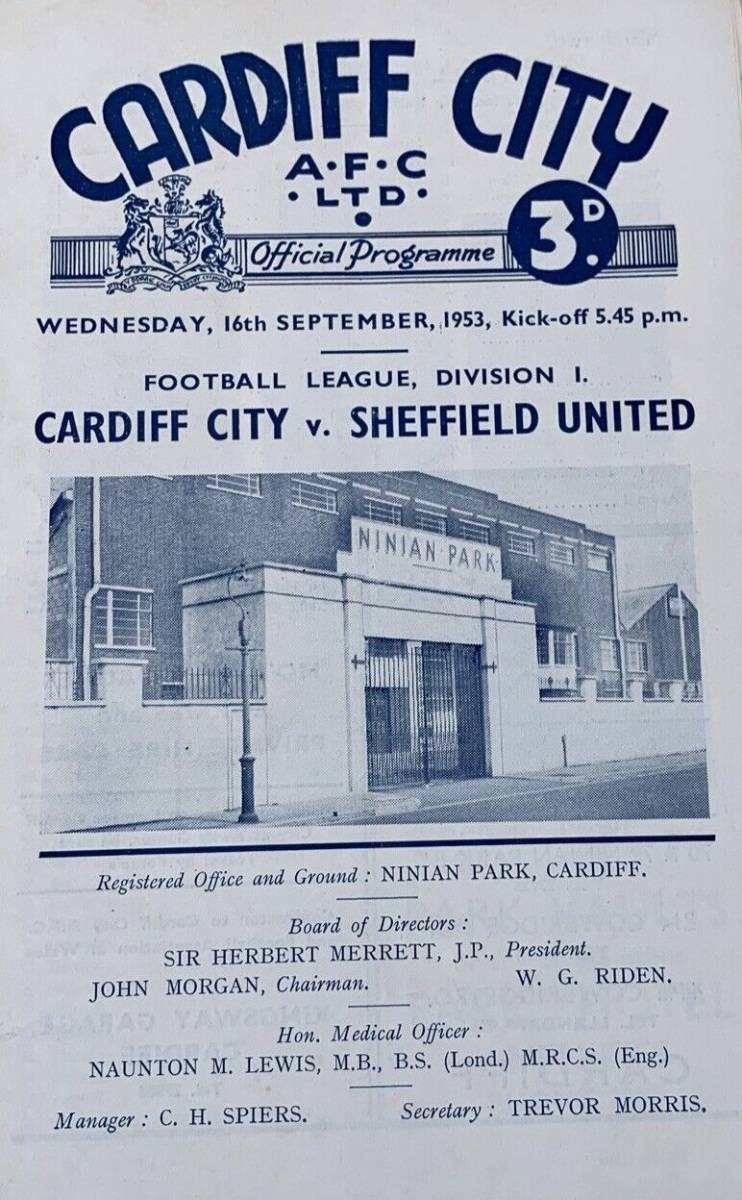 CARDIFF CITY
A·F·C
·LTD·
Official Programme
3D.
WEDNESDAY, 16th SEPTEMBER, 1953, Kick-off 5.45 p.m.
FOOTBALL LEAGUE, DIVISION I.
CARDIFF CITY v. SHEFFIELD UNITED
NINIAN PARK
Registered Office and Ground : NINIAN PARK, CARDIFF.
Board of Directors :
SIR HERBERT MERRETT, J.P., President.
JOHN MORGAN, Chairman. W. G. RIDEN.
Hon. Medical Officer :
NAUNTON M. LEWIS, M.B., B.S. (Lond.) M.R.C.S. (Eng.)
Manager : C. H. SPIERS. Secretary : TREVOR MORRIS.